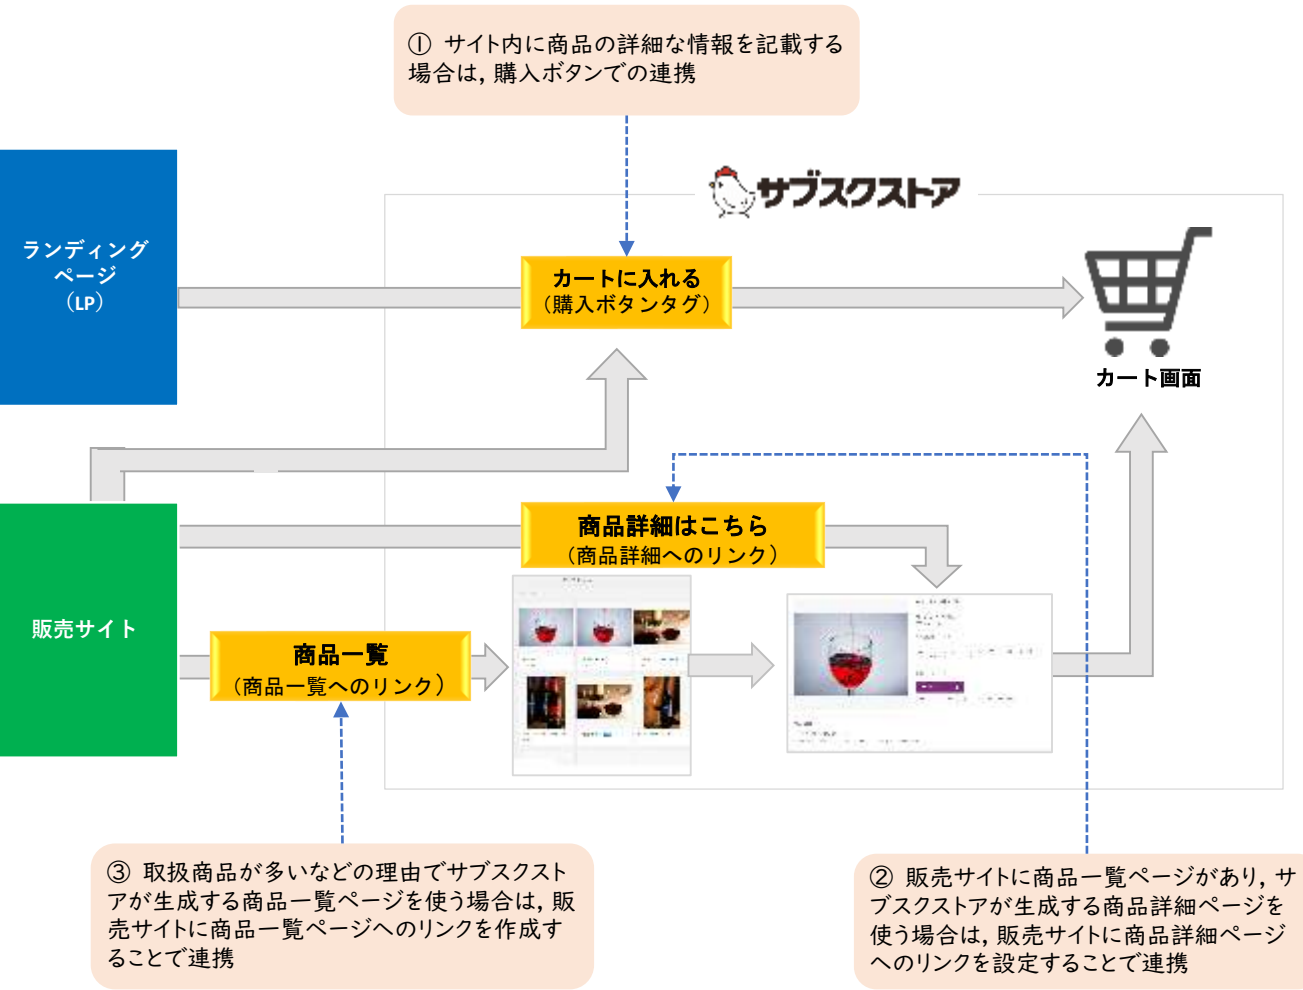 ① サイト内に商品の詳細な情報を記載する
場合は，購入ボタンでの連携
サブスクストア
ランディング
ページ
（LP）
カートに入れる
（購入ボタンタグ）
カート画面
商品詳細はこちら
（商品詳細へのリンク）
販売サイト
商品一覧
（商品一覧へのリンク）
③ 取扱商品が多いなどの理由でサブスクスト
アが生成する商品一覧ページを使う場合は，販
売サイトに商品一覧ページへのリンクを作成す
ることで連携
② 販売サイトに商品一覧ページがあり，サ
ブスクストアが生成する商品詳細ページを
使う場合は，販売サイトに商品詳細ページ
へのリンクを設定することで連携